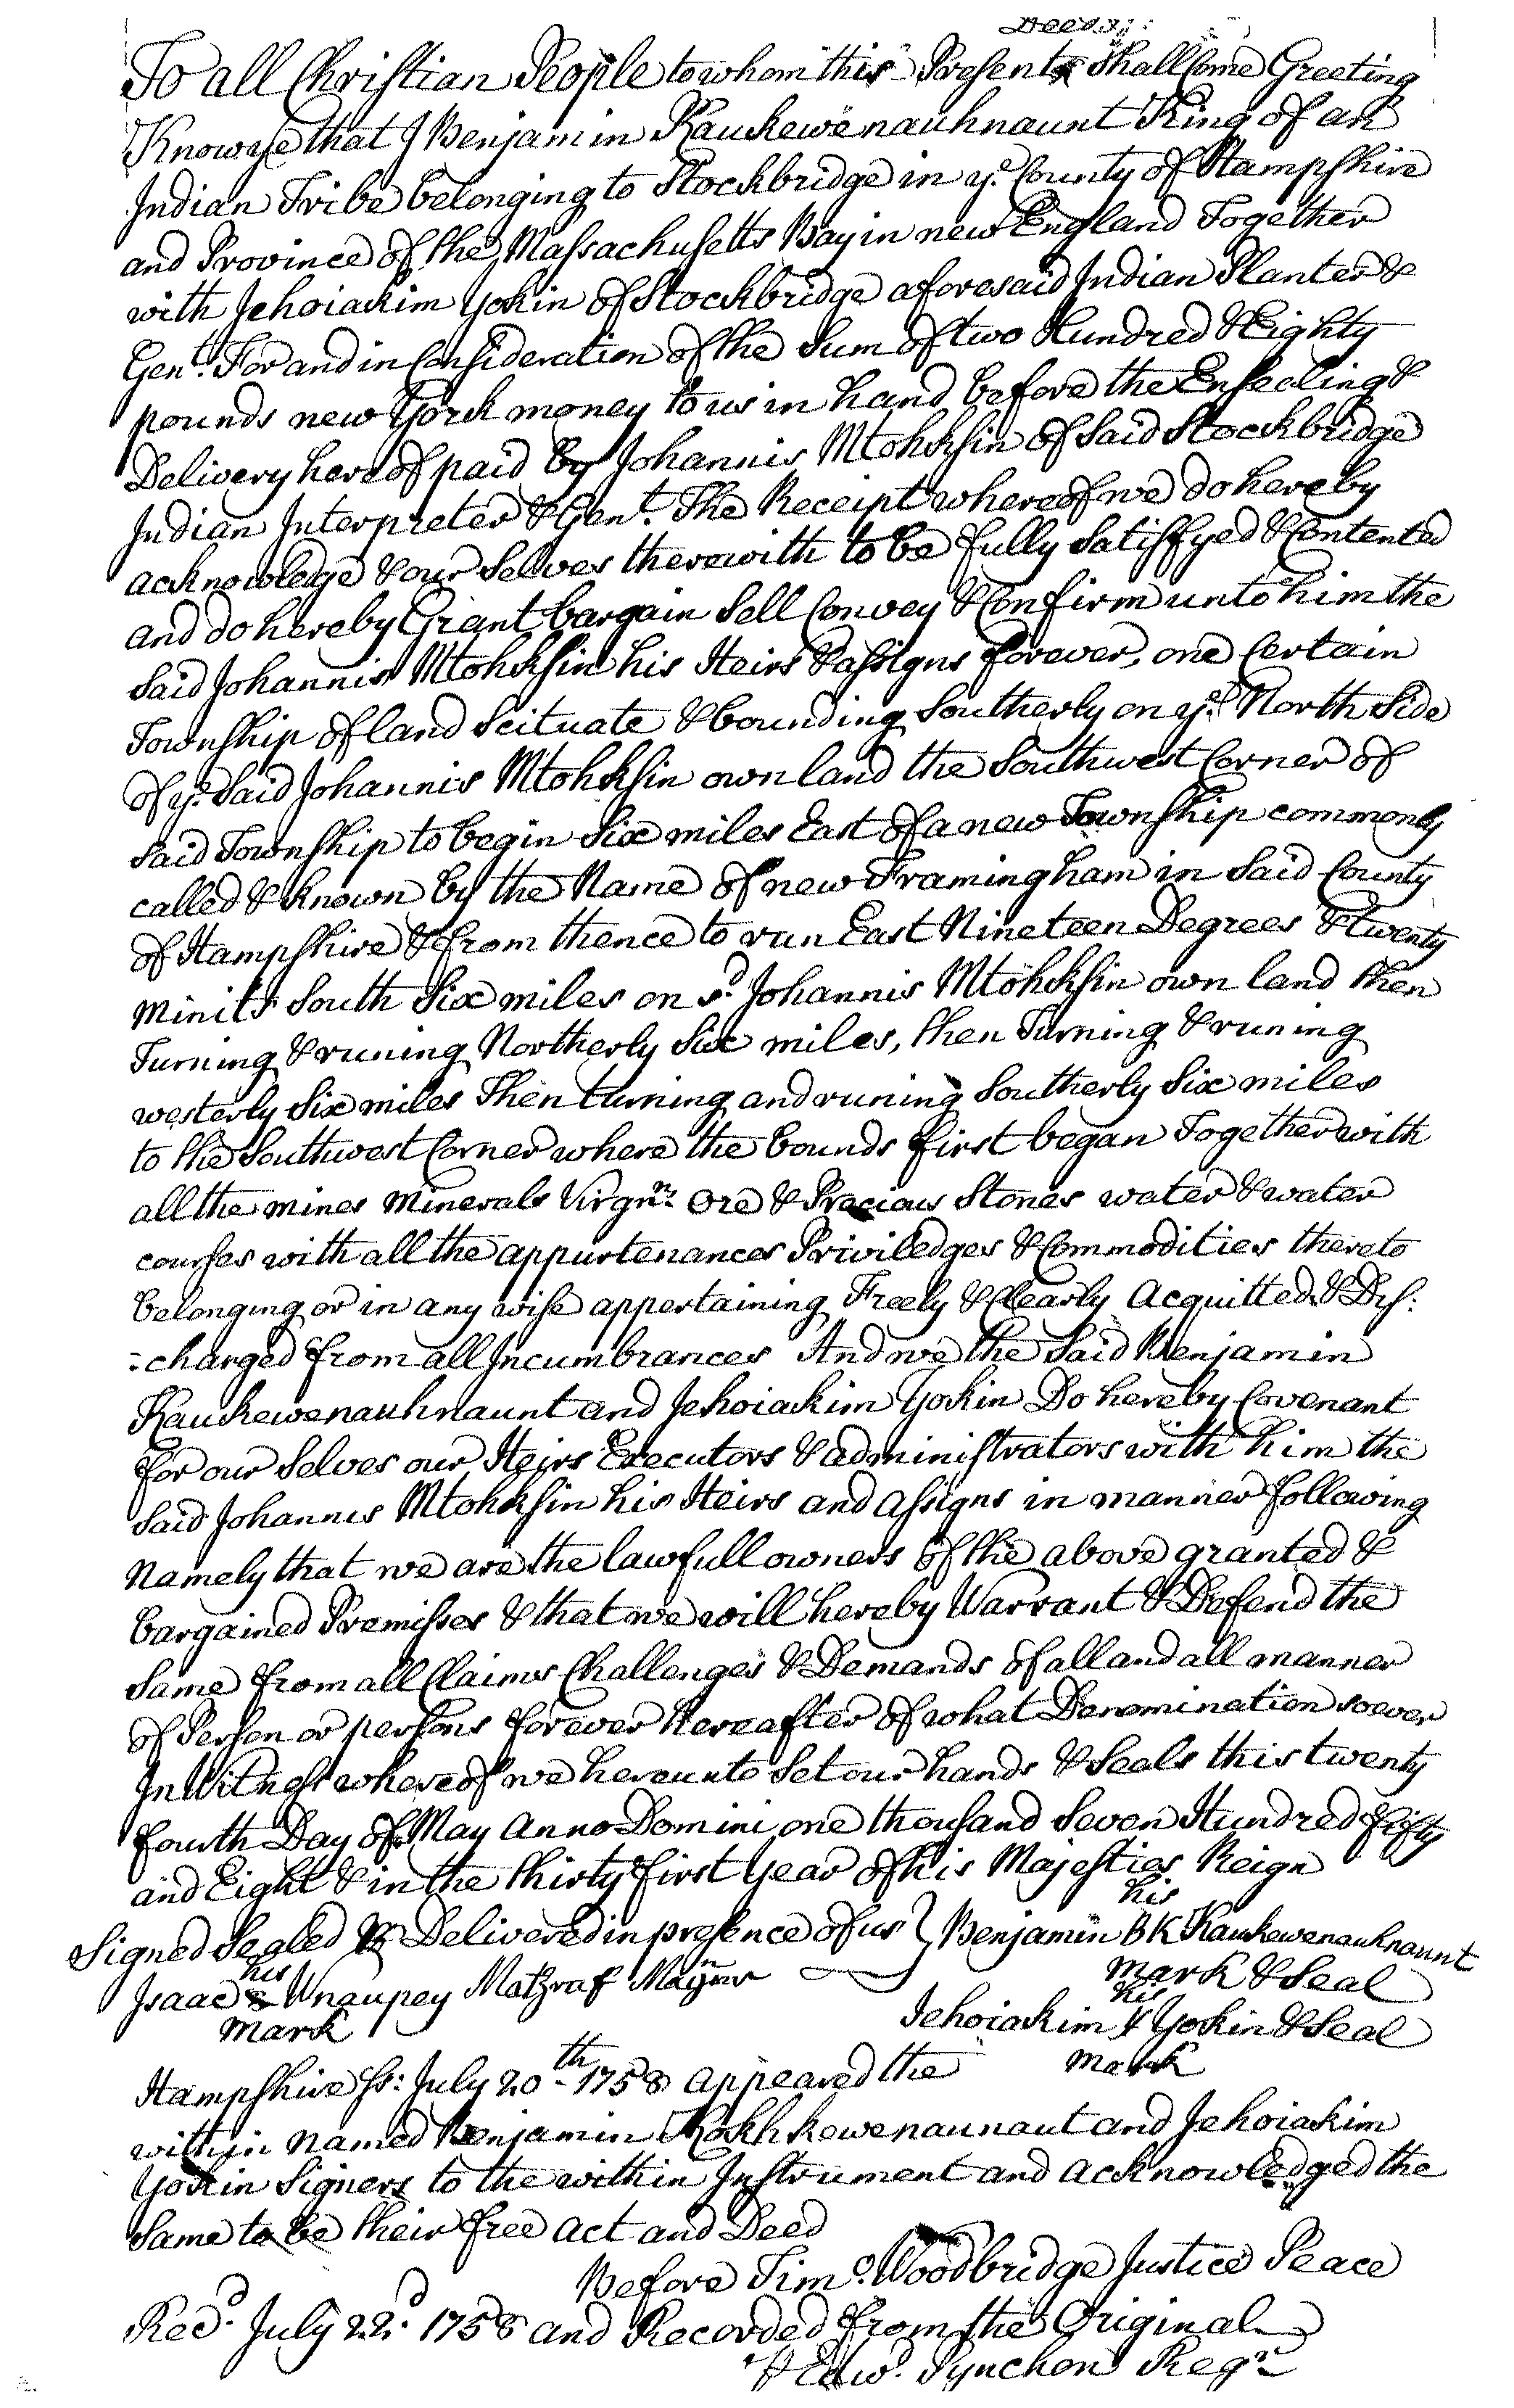 Deeds;
To all Christian People to whom this Presents Shall Come Greeting
Know ye that I Benjamin Kaukewenauhnaunt King of an
Indian Tribe belonging to Stockbridge in ye. County of Hampshire
and Province of the Massachusetts Bay in new England Together
with Jehoiakim Yokin of Stockbridge aforesaid Indian Planter &
Gent. For and in Consideration of the Sum of two Hundred & Eighty
pounds new York money to us in hand before the Ensealing &
Delivery hereof paid by Johannis Mtohksin of Said Stockbridge
Indian Interpreter & Gent. The Receipt whereof we do hereby
acknowledge & our Selves therewith to be fully Satisfyed & Contented
and do hereby Grant bargain Sell Convey & Confirm unto him the
Said Johannis Mtohksin his Heirs & assigns forever, one Certain
Township of land Scituate & bounding Southerly on ye. North Side
of ye. Said Johannis Mtohksin own land the Southwest Corner of
Said Township to begin Six miles East of a new Township commonly
called & known by the Name of new Framingham in Said County
of Hampshire & from thence to run East Nineteen Degrees & twenty
minits South Six miles on sd. Johannis Mtohksin own land then
Turning & runing Northerly Six miles, then Turning & runing
westerly Six miles Then turning and runing Southerly Six miles
to the Southwest Corner where the bounds first began Together with
all the mines Minerals Virgns. Ore & Precious Stones water & water
courses with all the appurtenances Priviledges & Commodities thereto
belonging or in any wise appertaining Freely & Clearly Acquitted & Dis:
:charged from all Incumbrances And we the Said Benjamin
Kaukewenauhnaunt and Jehoiakim Yokin Do hereby Covenant
for our Selves our Heirs Executors & administrators with him the
Said Johannis Mtohksin his Heirs and assigns in manner following
Namely that we are the lawfull owners of the above granted &
bargained Premisses & that we will hereby Warrant & Defend the
Same from all Claims Challenges & Demands of all and all manner
of Person or persons forever hereafter of what Denomination soever
In Witness whereof we hereunto Set our hands & Seals this twenty
fourth Day of May Anno Domini one thousand Seven Hundred fifty
and Eight & in the thirty first Year of his Majesties Reign
Signed Sealed & Delivered in presence of us } Benjamin his BK Kaukewenauhnaunt
mark & Seal
Isaac his Wnaupey Matzraf
mark
Jehoiakim his X Yokin & Seal
mark
Hampshire Ss: July 20th 1758 appeared the
within named Benjamin Kokhkewenaunaut and Jehoiakim
Yokin Signers to the within Instrument and acknowledged the
Same to be their free act and Deed
Before Timo. Woodbridge Justice Peace
Recd. July 22d. 1758 and Recorded from the Original
⅌ Edwd. Pynchon Regr